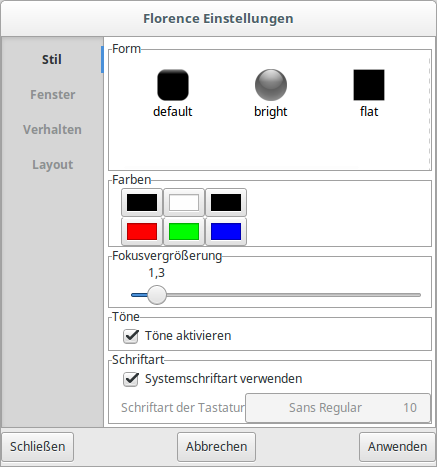 Florence Einstellungen
Stil
Fenster
Verhalten
Layout
Form
default bright flat
Farben
Fokusvergrößerung
1,3
Töne
Töne aktivieren
Schriftart
Systemschriftart verwenden
Schriftart der Tastatur Sans Regular 10
Schließen Abbrechen Anwenden